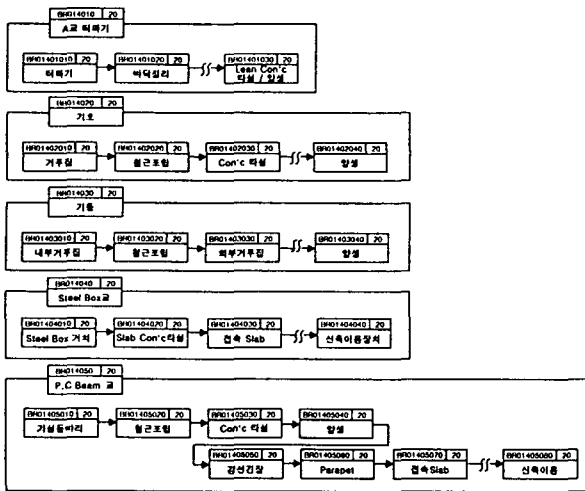 BR014010 20
A교 터파기
BR01401010 20 BR01401020 20 BR01401030 20
터파기 바닥정리 Lean Con'c
타설 / 양생
BR014020 20
기초
BR01402010 20 BR01402020 20 BR01402030 20 BR01402040 20
거푸집 철근조립 Con'c 타설 양생
BR014030 20
기둥
BR01403010 20 BR01403020 20 BR01403030 20 BR01403040 20
내부거푸집 철근조립 외부거푸집 양생
BR014040 20
Steel Box교
BR01404010 20 BR01404020 20 BR01404030 20 BR01404040 20
Steel Box 거치 Slab Con'c타설 접속 Slab 신축이음장치
BR014050 20
P.C Beam 교
BR01405010 20 BR01405020 20 BR01405030 20 BR01405040 20
가설동바리 철근조립 Con'c 타설 양생
BR01405050 20 BR01405060 20 BR01405070 20 BR01405080 20
강선긴장 Parapet 접속Slab 신축이음